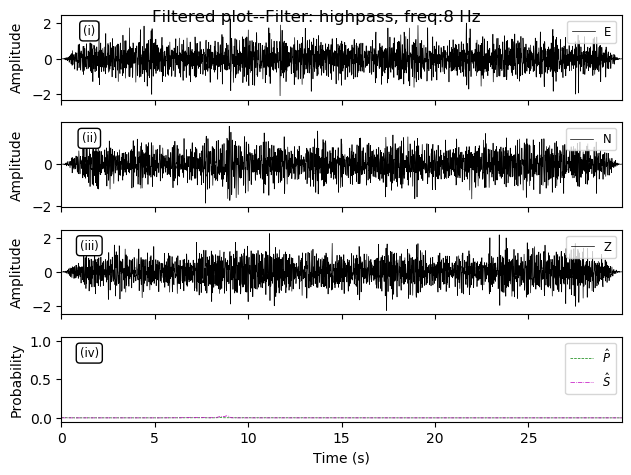 Filtered plot--Filter: highpass, freq:8 Hz
Amplitude
2
0
−2
(i)
E
Amplitude
0
−2
(ii)
N
Amplitude
2
0
−2
(iii)
Z
Probability
1.0
0.5
0.0
(iv)
P̂
Ŝ
0 5 10 15 20 25
Time (s)